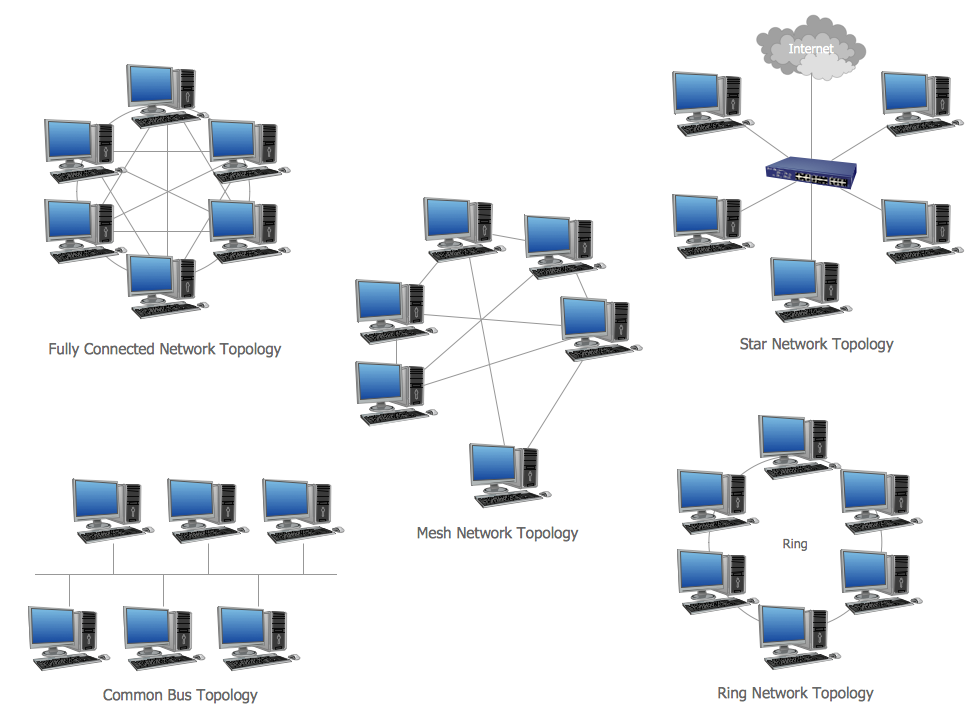 Internet
Fully Connected Network Topology
Star Network Topology
Mesh Network Topology
Ring
Common Bus Topology
Ring Network Topology